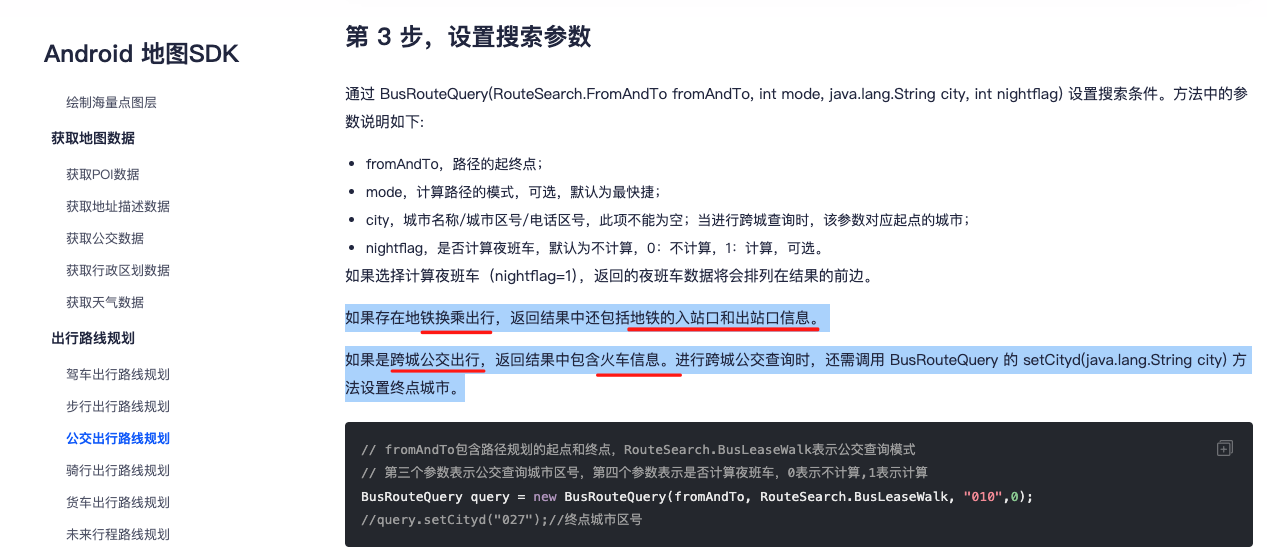 Android 地图SDK
绘制海量点图层
获取地图数据
获取POI数据
获取地址描述数据
获取公交数据
获取行政区划数据
获取天气数据
出行路线规划
驾车出行路线规划
步行出行路线规划
公交出行路线规划
骑行出行路线规划
货车出行路线规划
未来行程路线规划
第 3 步，设置搜索参数
通过 BusRouteQuery(RouteSearch.FromAndTo fromAndTo, int mode, java.lang.String city, int nightflag) 设置搜索条件。方法中的参
数说明如下：
• fromAndTo，路径的起终点；
• mode，计算路径的模式，可选，默认为最快捷；
• city，城市名称/城市区号/电话区号，此项不能为空；当进行跨城查询时，该参数对应起点的城市；
• nightflag，是否计算夜班车，默认为不计算，0：不计算，1：计算，可选。
如果选择计算夜班车（nightflag=1），返回的夜班车数据将会排列在结果的前边。
如果存在地铁换乘出行，返回结果中还包括地铁的入站口和出站口信息。
如果是跨城公交出行，返回结果中包含火车信息。进行跨城公交查询时，还需调用 BusRouteQuery 的 setCityd(java.lang.String city) 方
法设置终点城市。
// fromAndTo包含路径规划的起点和终点，RouteSearch.BusLeaseWalk表示公交查询模式
// 第三个参数表示公交查询城市区号，第四个参数表示是否计算夜班车，0表示不计算,1表示计算
BusRouteQuery query = new BusRouteQuery(fromAndTo, RouteSearch.BusLeaseWalk, "010",0);
//query.setCityd("027");//终点城市区号